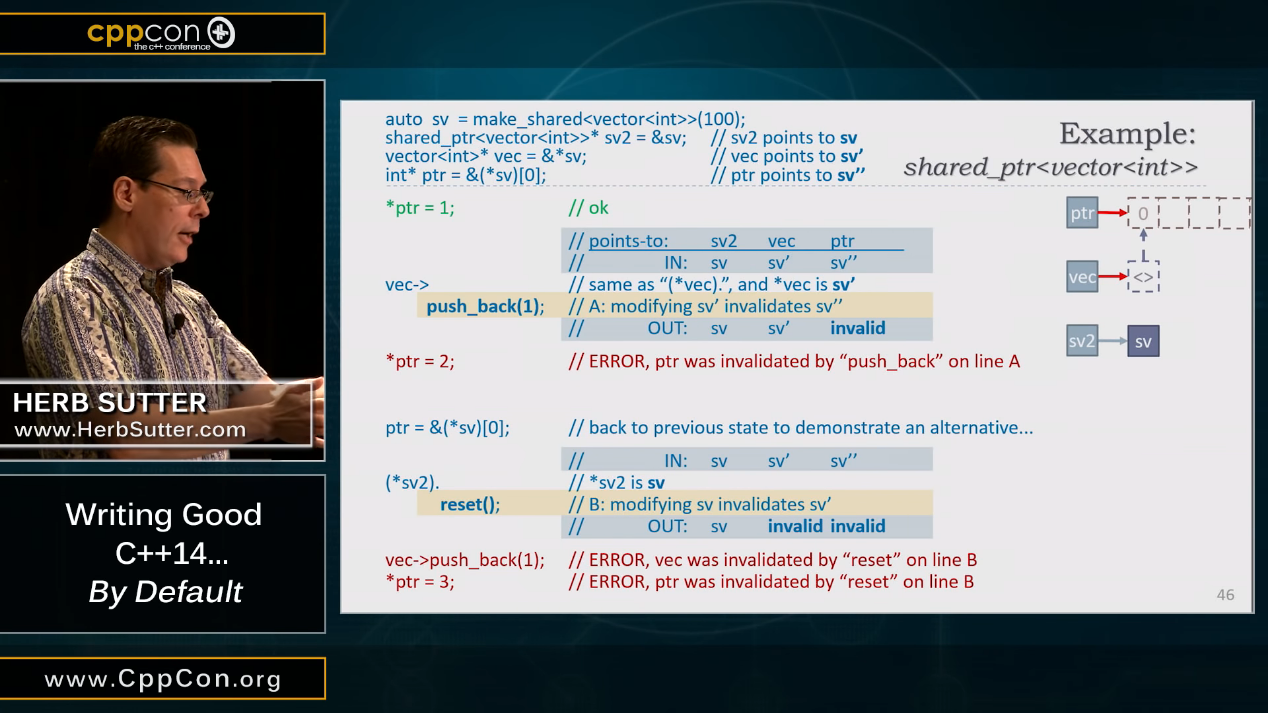 cppcon
the c++ conference
HERB SUTTER
www.HerbSutter.com
Writing Good
C++14...
By Default
www.CppCon.org
Example:
shared_ptr<vector<int>>
auto sv = make_shared<vector<int>>(100);
shared_ptr<vector<int>>* sv2 = &sv; // sv2 points to sv
vector<int>* vec = &*sv; // vec points to sv'
int* ptr = &(*sv)[0]; // ptr points to sv''
*ptr = 1; // ok
// points-to: sv2 vec ptr
// IN: sv sv' sv''
vec-> // same as “(*vec).”, and *vec is sv'
push_back(1); // A: modifying sv' invalidates sv''
// OUT: sv sv' invalid
*ptr = 2; // ERROR, ptr was invalidated by “push_back” on line A
ptr = &(*sv)[0]; // back to previous state to demonstrate an alternative...
// IN: sv sv' sv''
(*sv2). // *sv2 is sv
reset(); // B: modifying sv invalidates sv'
// OUT: sv invalid invalid
vec->push_back(1); // ERROR, vec was invalidated by “reset” on line B
*ptr = 3; // ERROR, ptr was invalidated by “reset” on line B
ptr 0
vec <>
sv2 sv
46